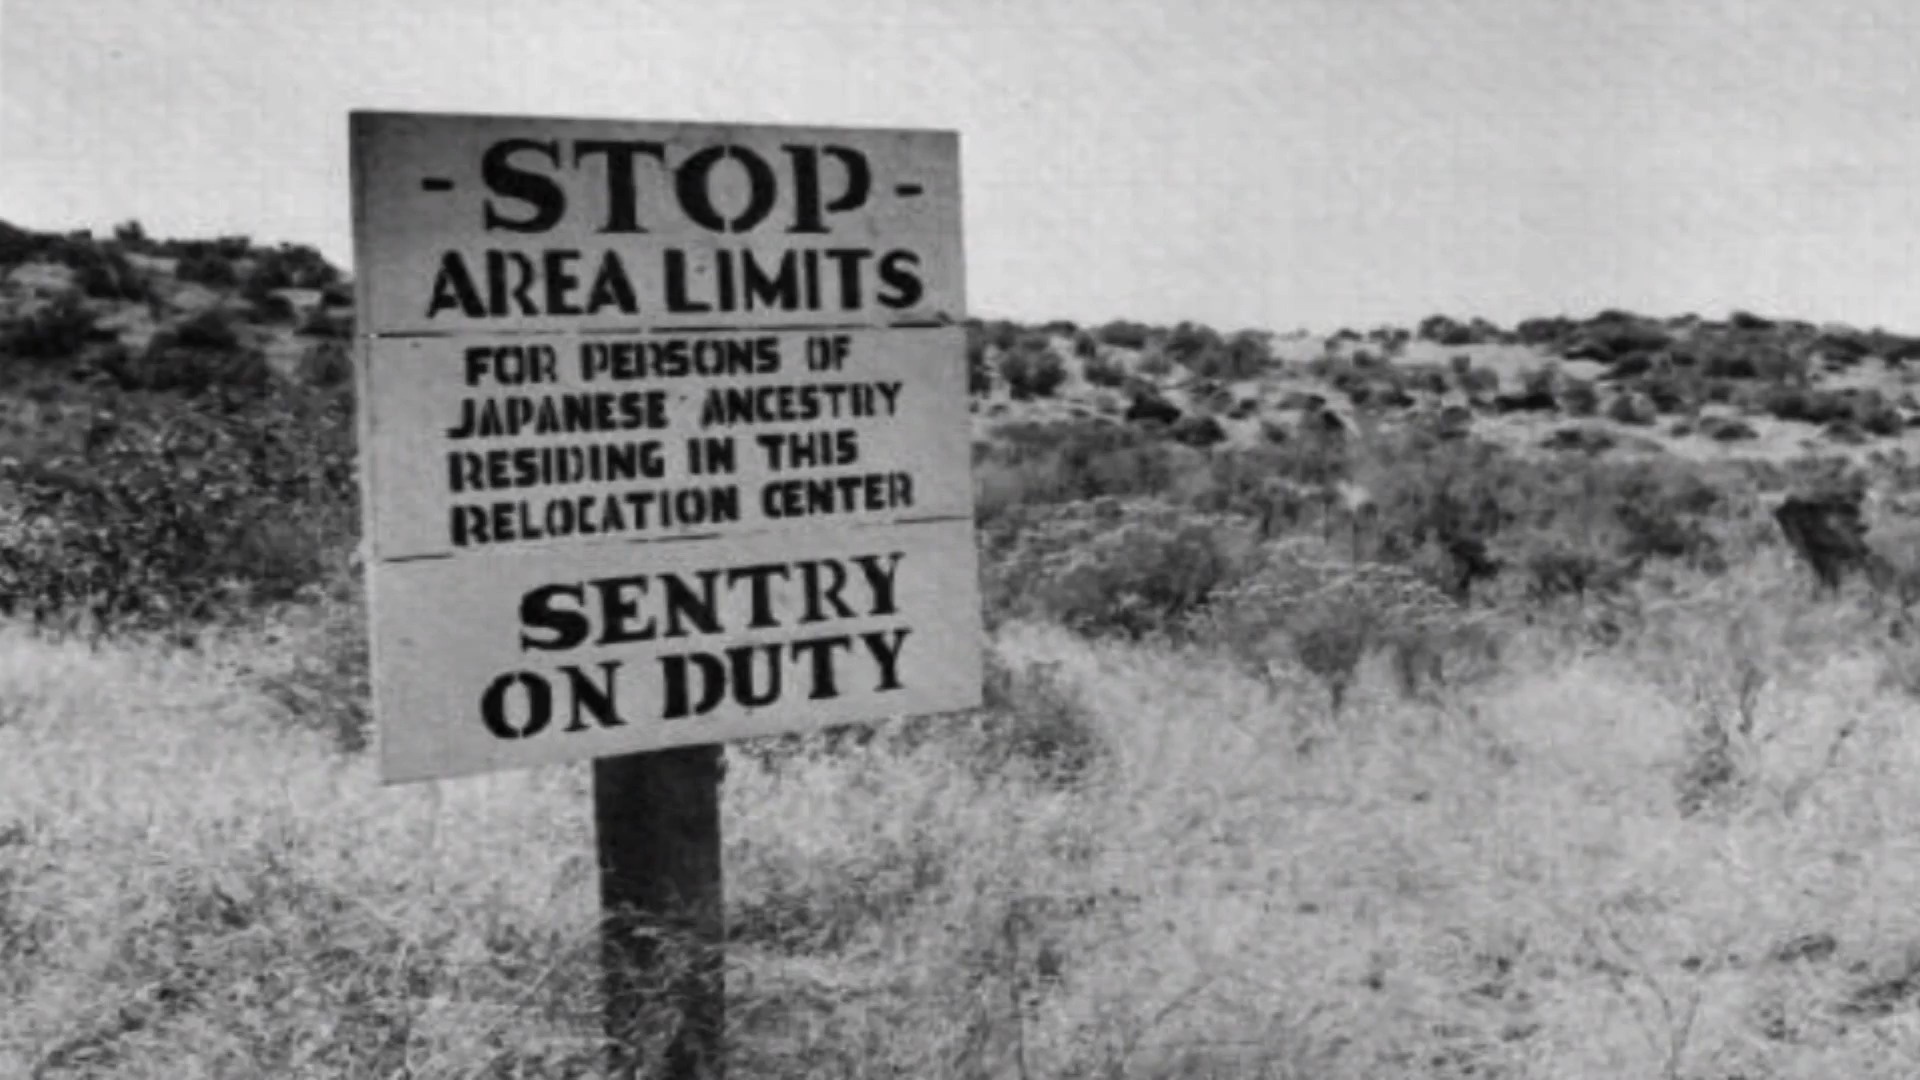 -STOP-
AREA LIMITS
FOR PERSONS OF
JAPANESE ANCESTRY
RESIDING IN THIS
RELOCATION CENTER
SENTRY
ON DUTY